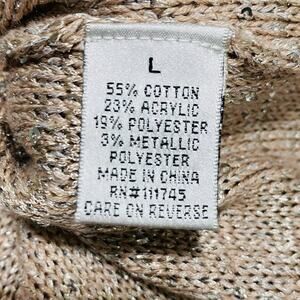 L
55% COTTON
23% ACRYLIC
19% POLYESTER
3% METALLIC
POLYESTER
MADE IN CHINA
RN#111745
CARE ON REVERSE